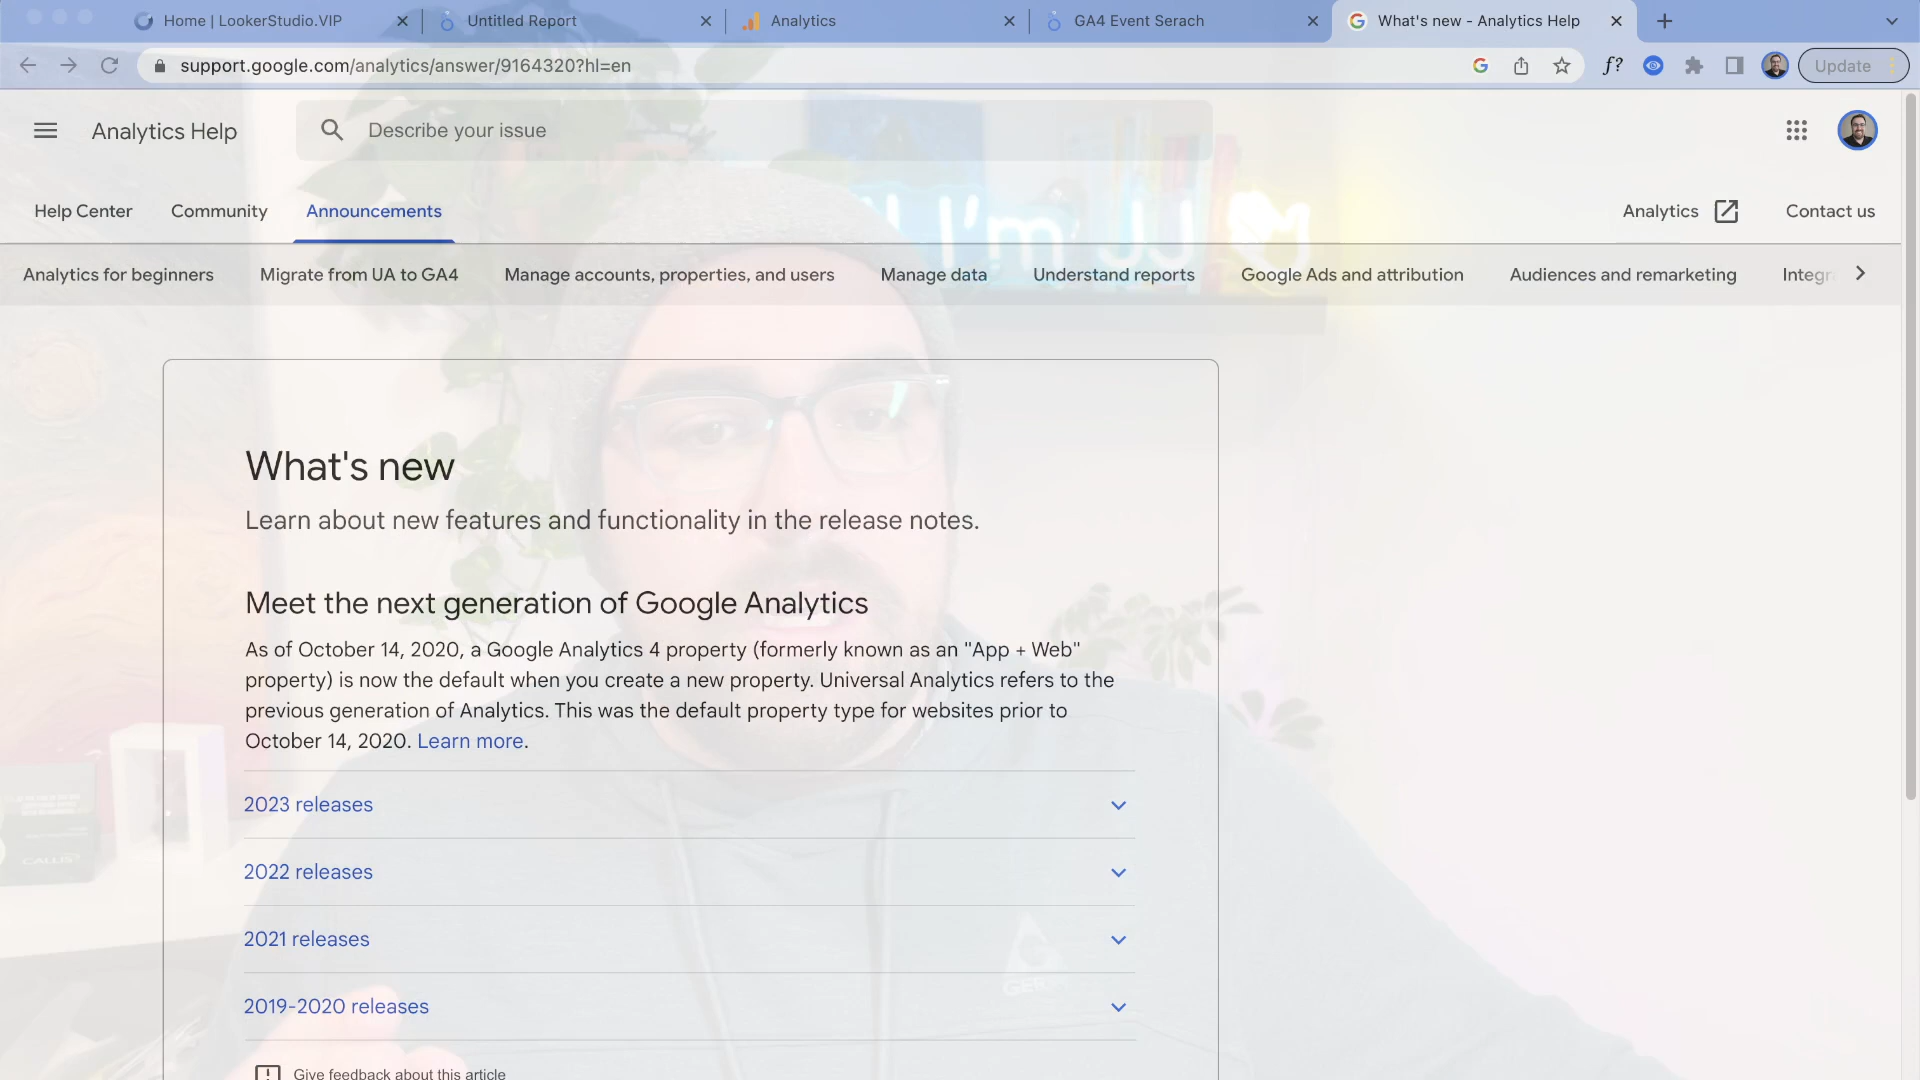 Home | LookerStudio.VIP
Untitled Report
Analytics
GA4 Event Serach
What's new - Analytics Help
support.google.com/analytics/answer/9164320?hl=en
f?
Update
Analytics Help
Describe your issue
I'm JJ
Help Center
Community
Announcements
Analytics
Contact us
Analytics for beginners
Migrate from UA to GA4
Manage accounts, properties, and users
Manage data
Understand reports
Google Ads and attribution
Audiences and remarketing
Integr
What's new
Learn about new features and functionality in the release notes.
Meet the next generation of Google Analytics
As of October 14, 2020, a Google Analytics 4 property (formerly known as an "App + Web"
property) is now the default when you create a new property. Universal Analytics refers to the
previous generation of Analytics. This was the default property type for websites prior to
October 14, 2020. Learn more.
2023 releases
2022 releases
CALLIS
2021 releases
2019-2020 releases
Give feedback about this article